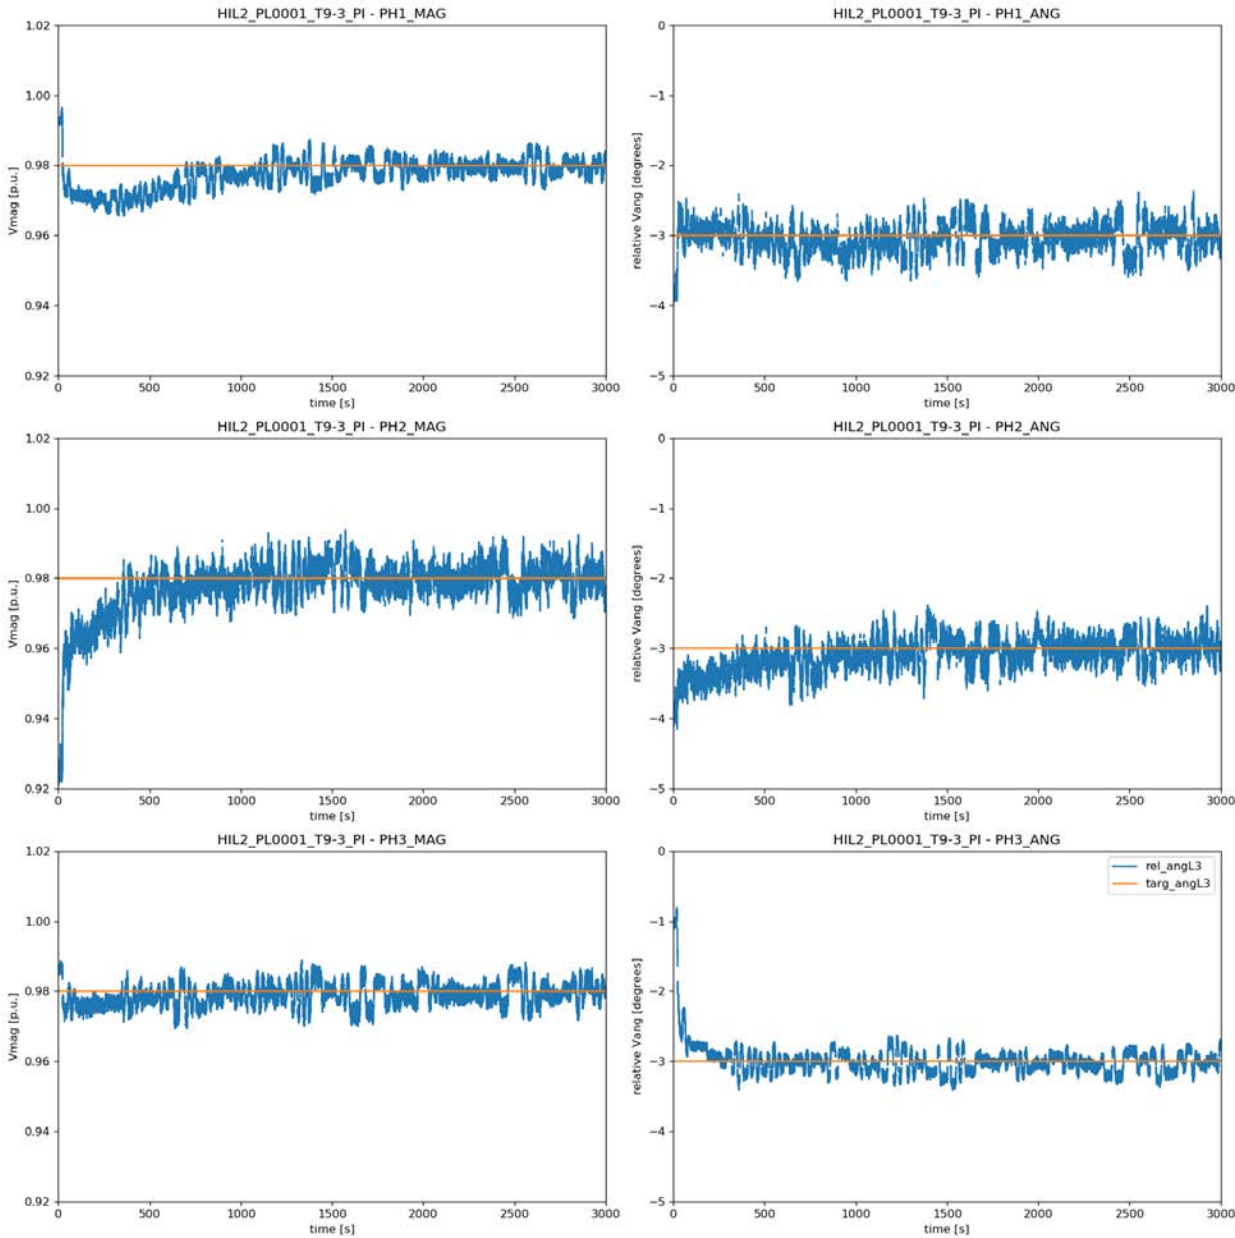 HIL2_PL0001_T9-3_PI - PH1_MAG
1.02
1.00
0.98
0.96
0.94
0.92
Vmag [p.u.]
0 500 1000 1500 2000 2500 3000
time [s]
HIL2_PL0001_T9-3_PI - PH1_ANG
0
−1
−2
−3
−4
−5
relative Vang [degrees]
0 500 1000 1500 2000 2500 3000
time [s]
HIL2_PL0001_T9-3_PI - PH2_MAG
1.02
1.00
0.98
0.96
0.94
0.92
Vmag [p.u.]
0 500 1000 1500 2000 2500 3000
time [s]
HIL2_PL0001_T9-3_PI - PH2_ANG
0
−1
−2
−3
−4
−5
relative Vang [degrees]
0 500 1000 1500 2000 2500 3000
time [s]
HIL2_PL0001_T9-3_PI - PH3_MAG
1.02
1.00
0.98
0.96
0.94
0.92
Vmag [p.u.]
0 500 1000 1500 2000 2500 3000
time [s]
HIL2_PL0001_T9-3_PI - PH3_ANG
rel_angL3
targ_angL3
0
−1
−2
−3
−4
−5
relative Vang [degrees]
0 500 1000 1500 2000 2500 3000
time [s]